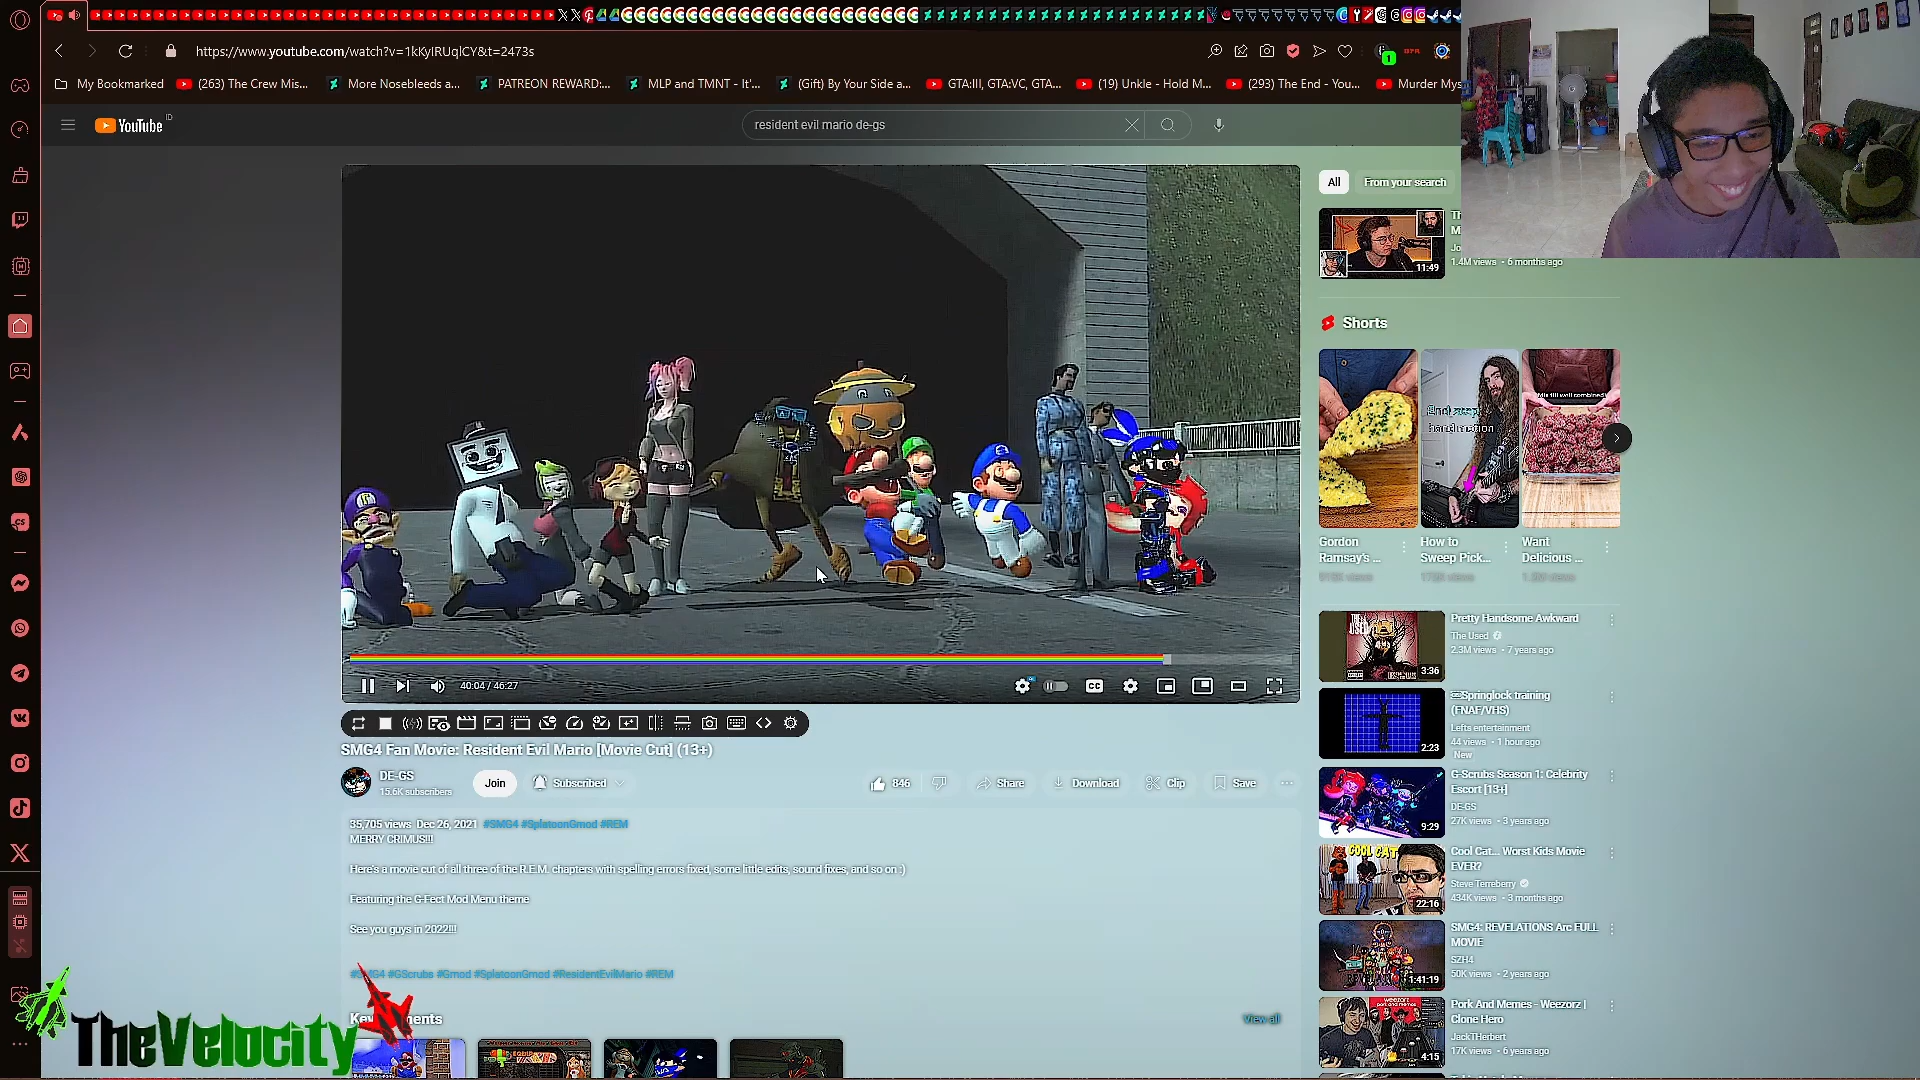 https://www.youtube.com/watch?v=1kKyIRUqlCY&t=2473s
My Bookmarked
(263) The Crew Mis...
More Nosebleeds a...
PATREON REWARD:...
MLP and TMNT - It'...
(Gift) By Your Side a...
GTA:III, GTA:VC, GTA...
(19) Unkle - Hold M...
(293) The End - You...
Murder Mys
YouTube ID
resident evil mario de-gs
All
From your search
11:49
1.4M views • 6 months ago
Shorts
Gordon Ramsay's ...
How to Sweep Pick...
Want Delicious ...
40:04 / 46:27
CC
SMG4 Fan Movie: Resident Evil Mario [Movie Cut] (13+)
DE-GS
15.6K subscribers
Join
Subscribed
846
Share
Download
Clip
Save
35,705 views Dec 26, 2021 #SMG4 #SplatoonGmod #REM
MERRY CRIMUS!!!
Here's a movie cut of all three of the R.E.M. chapters with spelling errors fixed, some little edits, sound fixes, and so on :)
Featuring the G-Fect Mod Menu theme
See you guys in 2022!!!
#SMG4 #GScrubs #Gmod #SplatoonGmod #ResidentEvilMario #REM
View all
TheVelocity
Pretty Handsome Awkward
The Used
2.3M views • 7 years ago
3:36
Springlock training
(FNAF/VHS)
Lefts entertainment
44 views • 1 hour ago
New
2:23
G-Scrubs Season 1: Celebrity
Escort [13+]
DE-GS
27K views • 3 years ago
9:29
COOL CAT
Cool Cat... Worst Kids Movie
EVER?
Steve Terreberry
434K views • 3 months ago
22:16
SMG4: REVELATIONS Arc FULL
MOVIE
SZH4
50K views • 2 years ago
1:41:19
Pork And Memes - Weezorz |
Clone Hero
JackTHerbert
17K views • 6 years ago
4:15